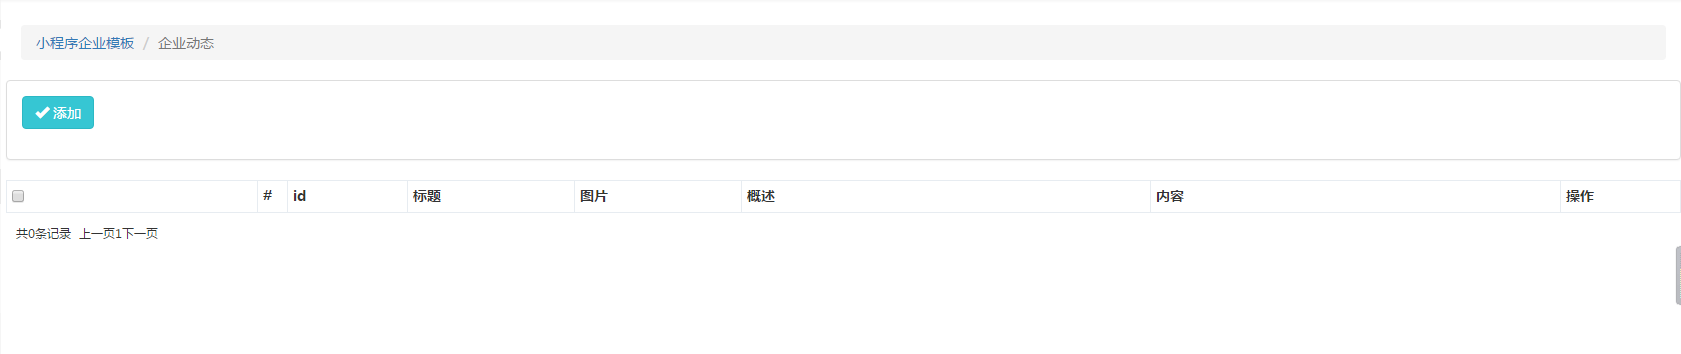 小程序企业模板 / 企业动态
添加
# id 标题 图片 概述 内容 操作
共0条记录 上一页1下一页